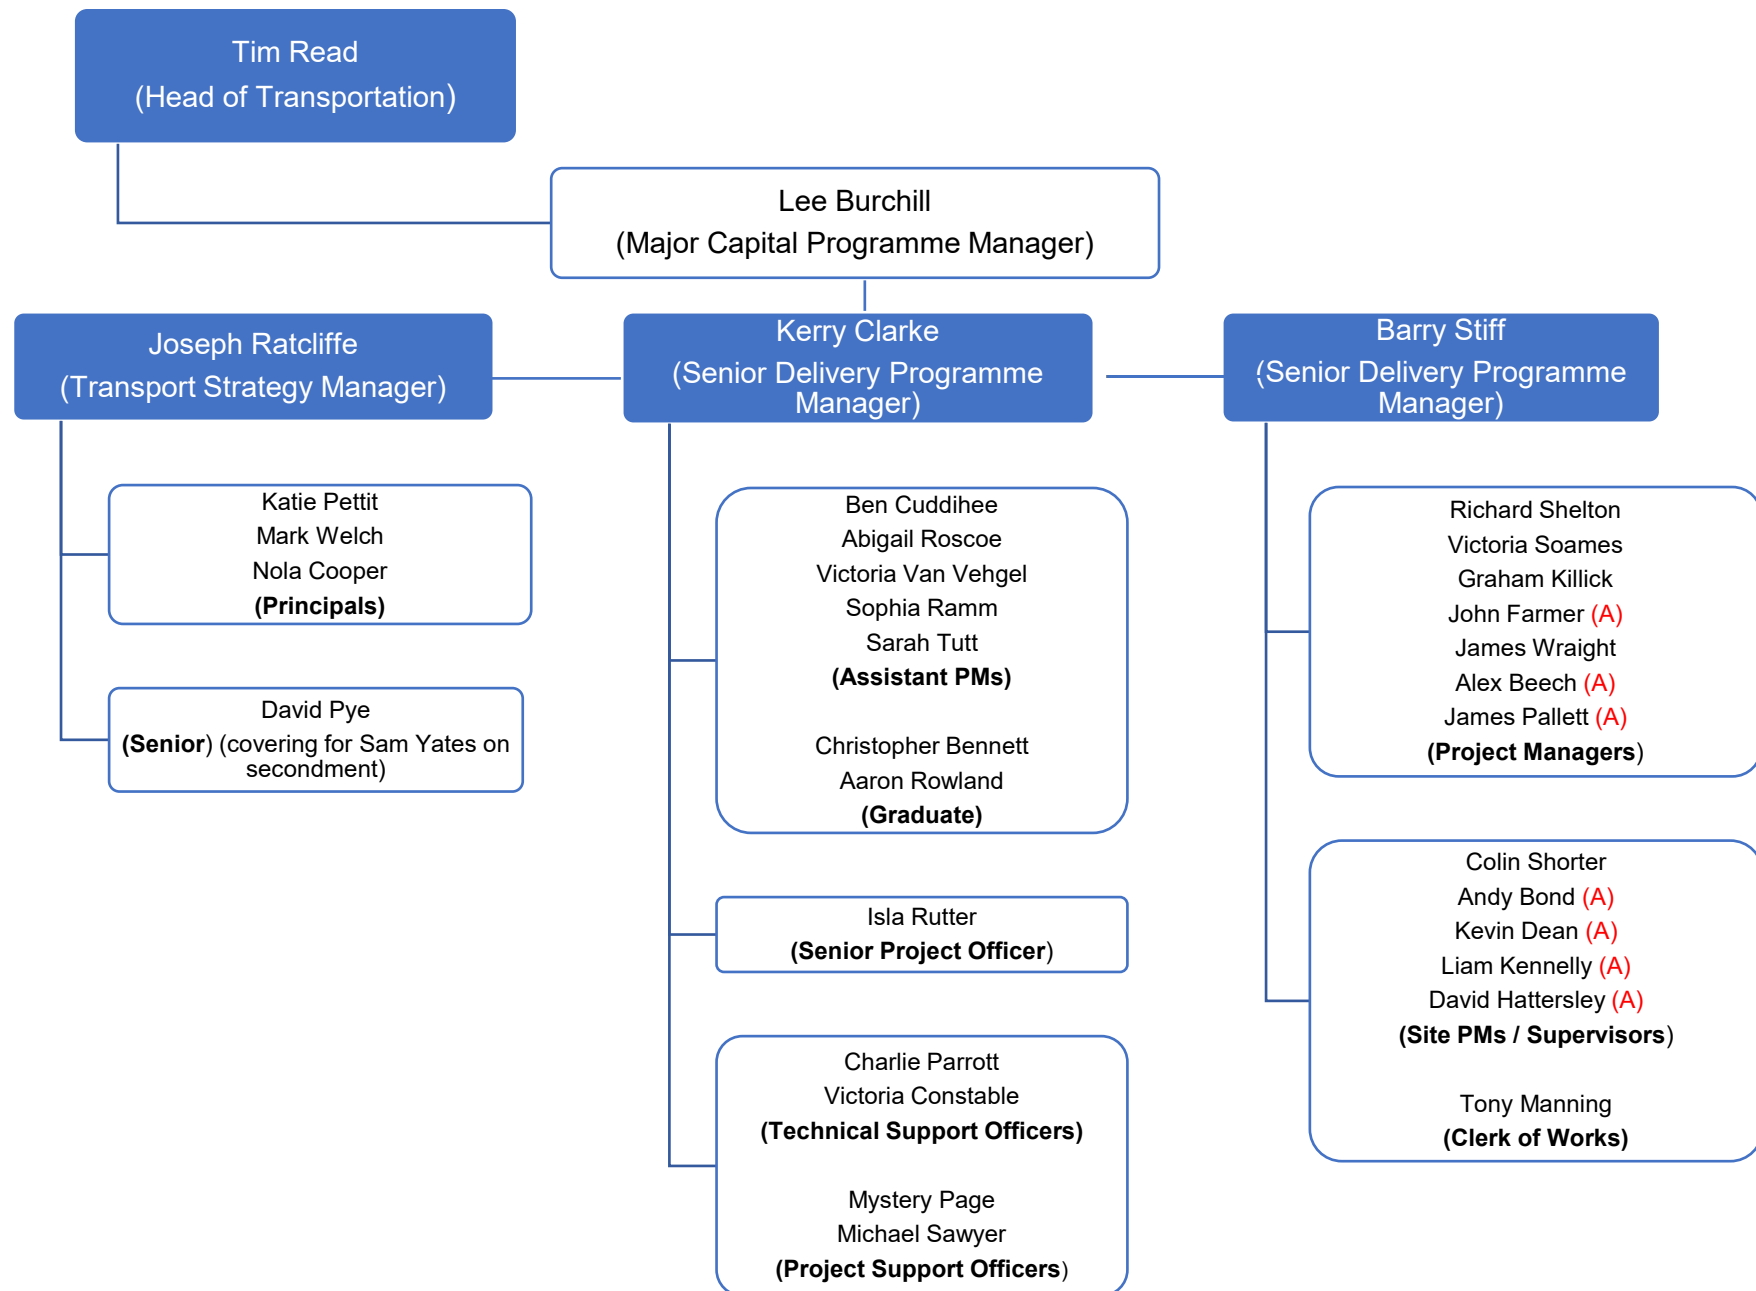 Tim Read
(Head of Transportation)
Lee Burchill
(Major Capital Programme Manager)
Joseph Ratcliffe
(Transport Strategy Manager)
Kerry Clarke
(Senior Delivery Programme
Manager)
Barry Stiff
(Senior Delivery Programme
Manager)
Katie Pettit
Mark Welch
Nola Cooper
(Principals)
David Pye
(Senior) (covering for Sam Yates on
secondment)
Ben Cuddihee
Abigail Roscoe
Victoria Van Vehgel
Sophia Ramm
Sarah Tutt
(Assistant PMs)
Christopher Bennett
Aaron Rowland
(Graduate)
Isla Rutter
(Senior Project Officer)
Charlie Parrott
Victoria Constable
(Technical Support Officers)
Mystery Page
Michael Sawyer
(Project Support Officers)
Richard Shelton
Victoria Soames
Graham Killick
John Farmer (A)
James Wraight
Alex Beech (A)
James Pallett (A)
(Project Managers)
Colin Shorter
Andy Bond (A)
Kevin Dean (A)
Liam Kennelly (A)
David Hattersley (A)
(Site PMs / Supervisors)
Tony Manning
(Clerk of Works)